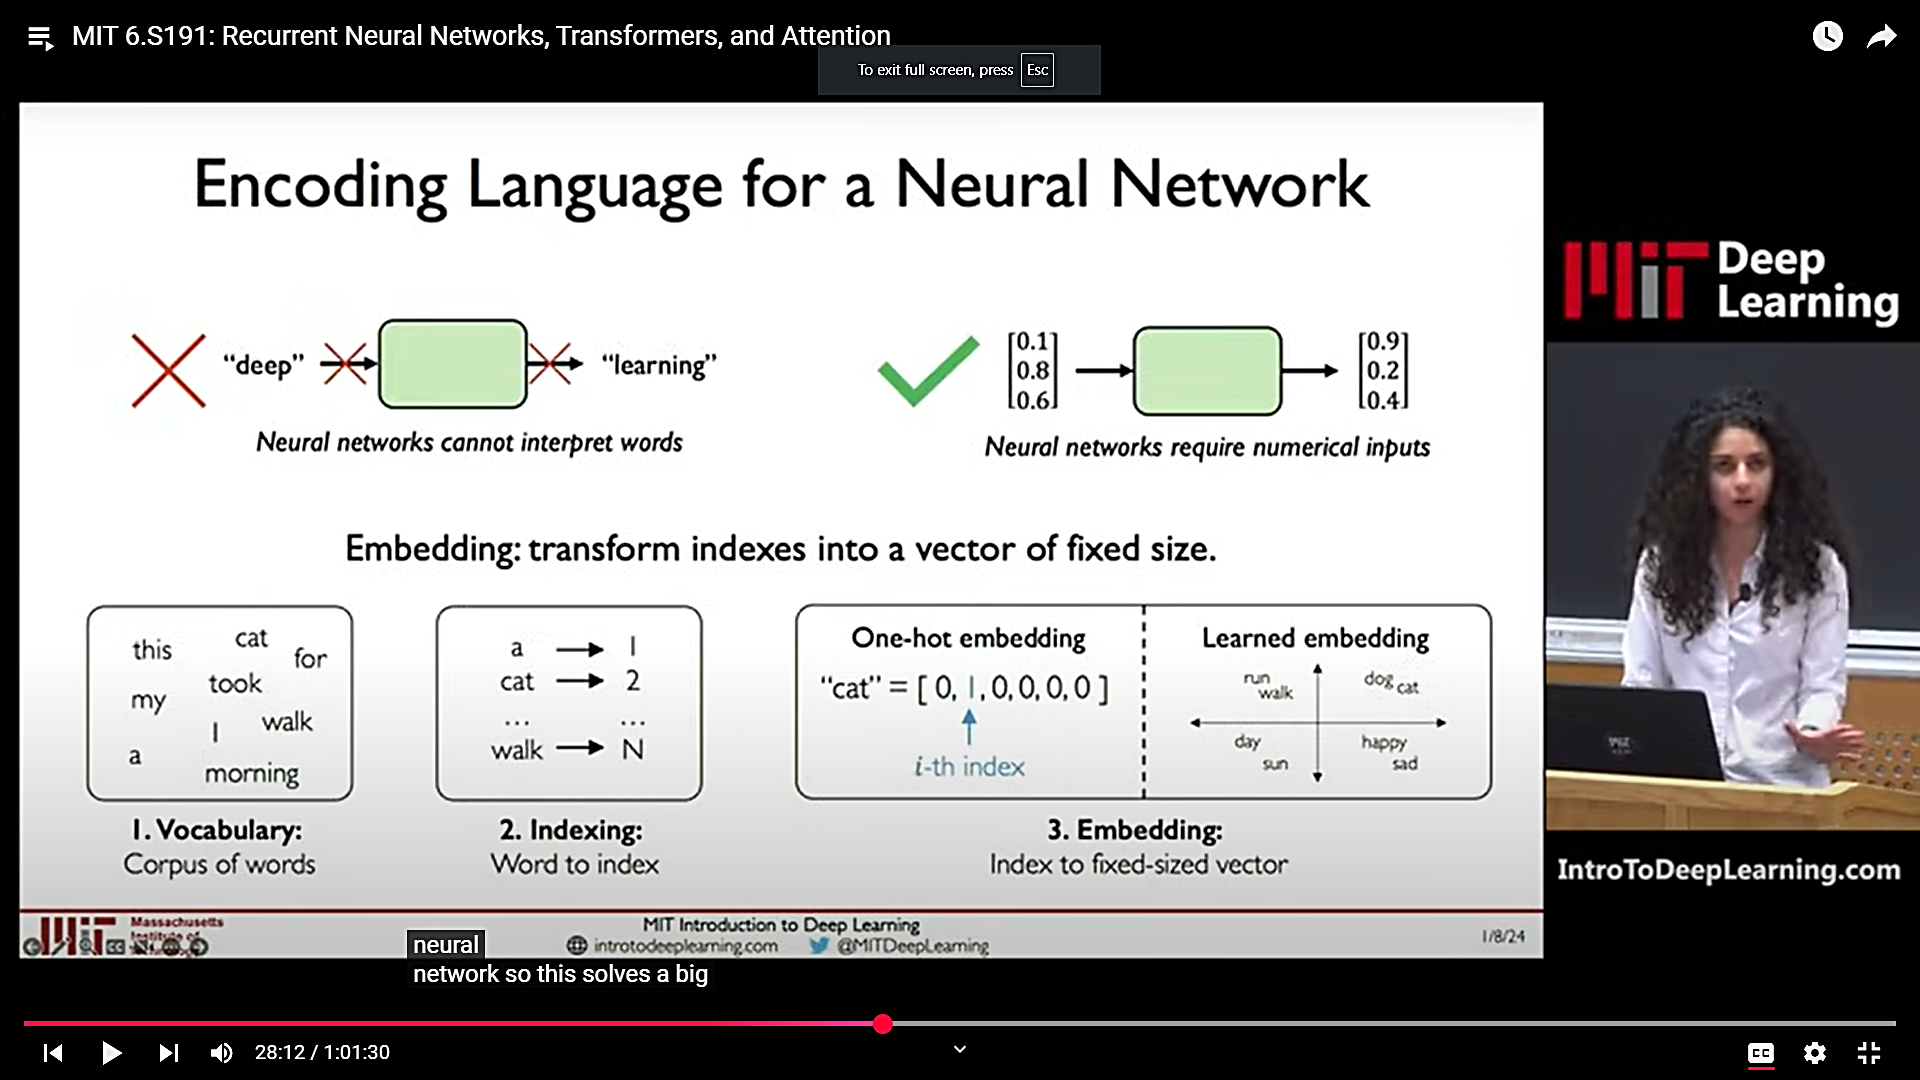 MIT 6.S191: Recurrent Neural Networks, Transformers, and Attention
To exit full screen, press Esc
Encoding Language for a Neural Network
"deep"
"learning"
Neural networks cannot interpret words
[0.1]
0.8
[0.6]
[0.9]
0.2
[0.4]
Neural networks require numerical inputs
Embedding: transform indexes into a vector of fixed size.
this
cat
for
my
took
I
walk
a
morning
1. Vocabulary:
Corpus of words
a → 1
cat → 2
... ...
walk → N
2. Indexing:
Word to index
One-hot embedding
"cat" = [ 0, 1, 0, 0, 0, 0 ]
i-th index
Learned embedding
run
walk
dog
cat
day
sun
happy
sad
3. Embedding:
Index to fixed-sized vector
Massachusetts
Institute of
MIT Introduction to Deep Learning
introtodeeplearning.com @MITDeepLearning
1/8/24
MIT Deep
Learning
IntroToDeepLearning.com
neural
network so this solves a big
28:12 / 1:01:30
CC